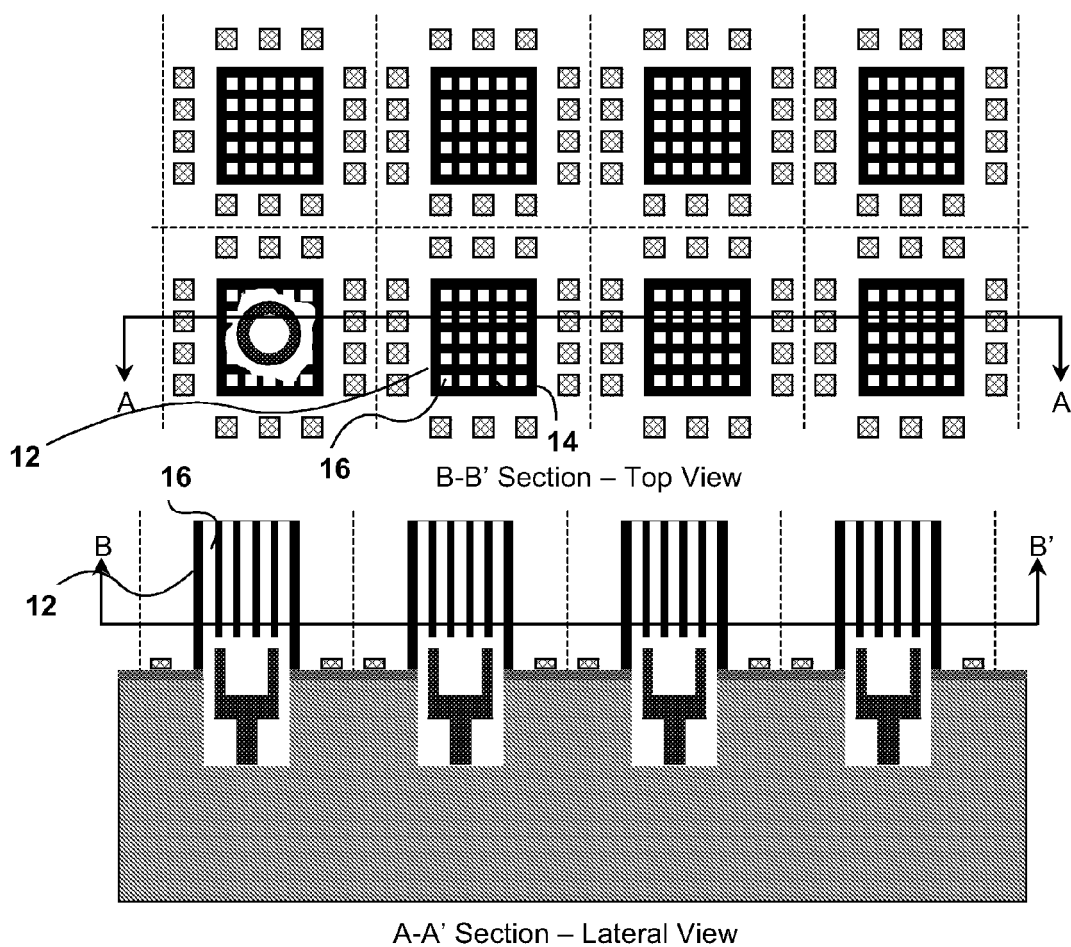 A
A
12
16
14
B-B' Section – Top View
16
B
B'
12
A-A' Section – Lateral View